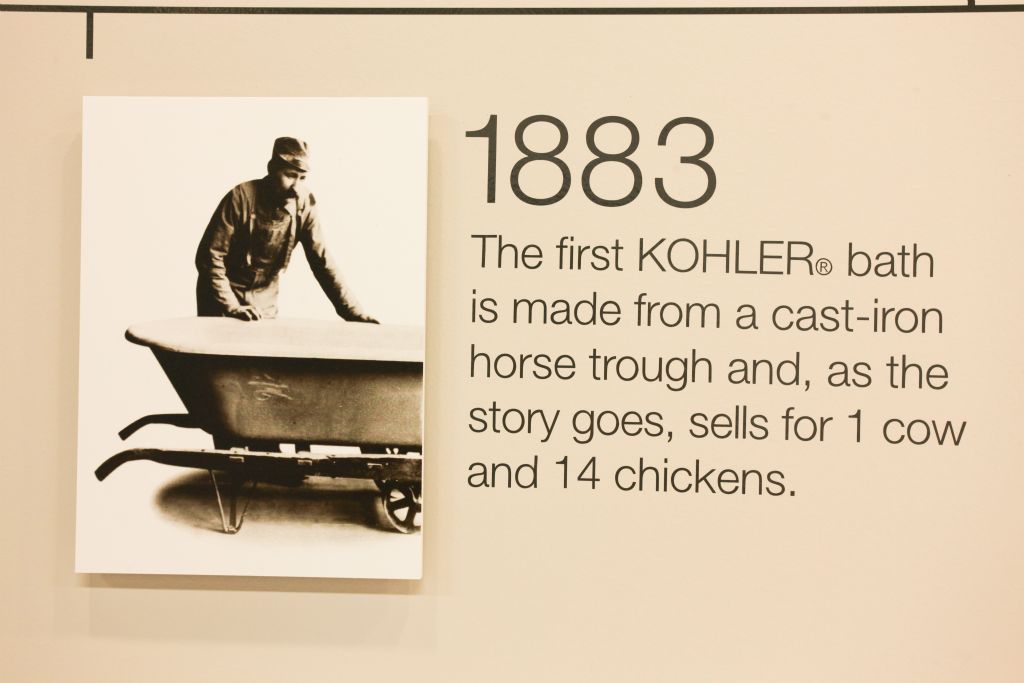 1883
The first KOHLER® bath
is made from a cast-iron
horse trough and, as the
story goes, sells for 1 cow
and 14 chickens.